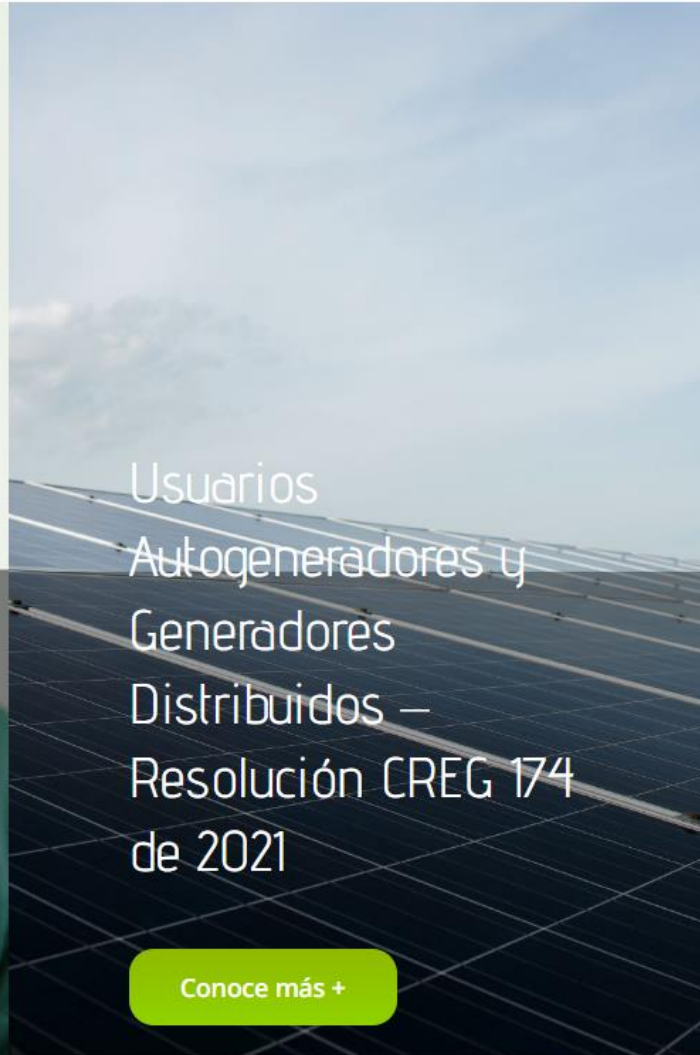 Usuarios
Autogeneradores y
Generadores
Distribuidos –
Resolución CREG 174
de 2021
Conoce más +